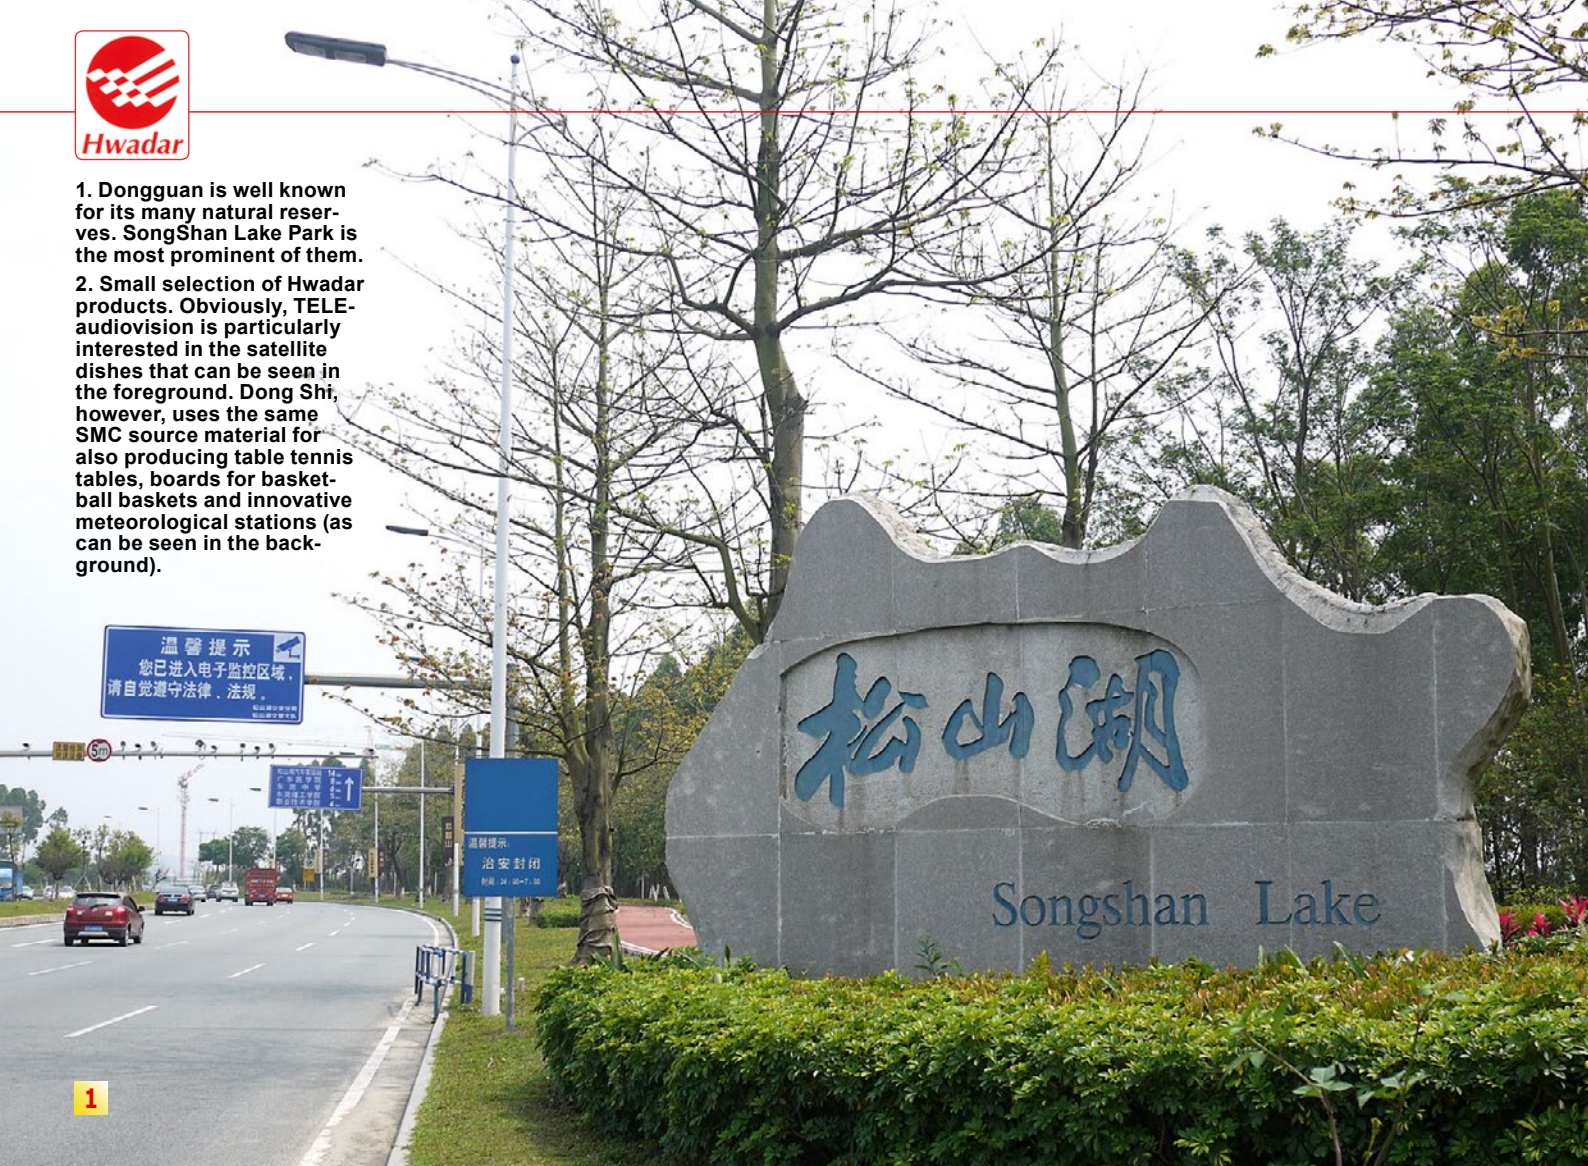 Hwadar
1. Dongguan is well known
for its many natural reser-
ves. SongShan Lake Park is
the most prominent of them.
2. Small selection of Hwadar
products. Obviously, TELE-
audiovision is particularly
interested in the satellite
dishes that can be seen in
the foreground. Dong Shi,
however, uses the same
SMC source material for
also producing table tennis
tables, boards for basket-
ball baskets and innovative
meteorological stations (as
can be seen in the back-
ground).
温馨提示
您已进入电子监控区域，
请自觉遵守法律、法规。
5m
温馨提示:
治安封闭
松山湖
Songshan Lake
1